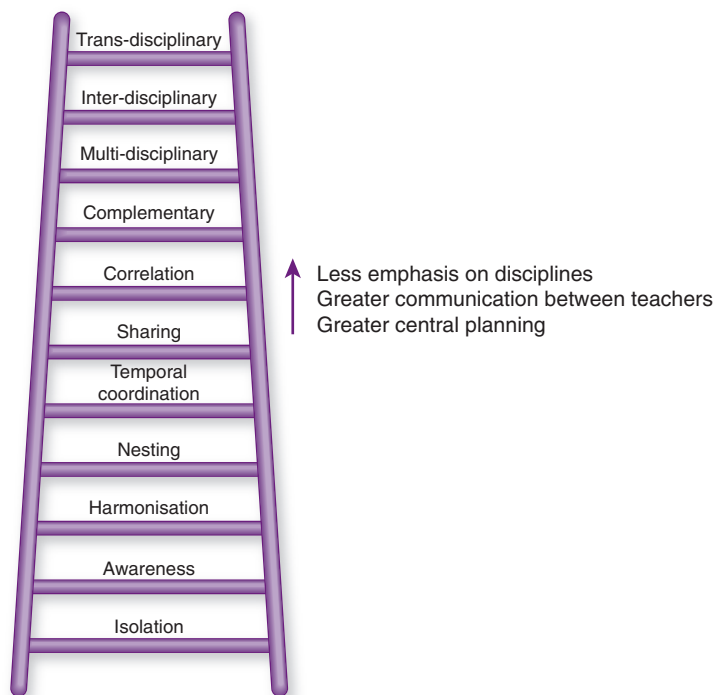 Trans-disciplinary
Inter-disciplinary
Multi-disciplinary
Complementary
Correlation
Sharing
Temporal
coordination
Nesting
Harmonisation
Awareness
Isolation
Less emphasis on disciplines
Greater communication between teachers
Greater central planning